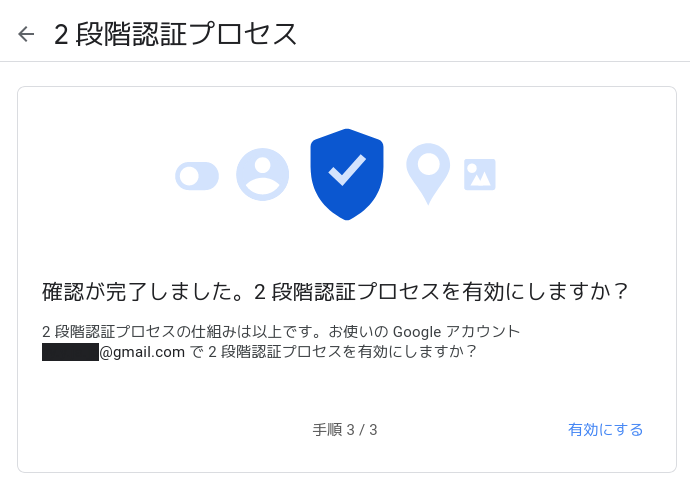 2 段階認証プロセス
確認が完了しました。2 段階認証プロセスを有効にしますか？
2 段階認証プロセスの仕組みは以上です。お使いの Google アカウント
@gmail.com で 2 段階認証プロセスを有効にしますか？
手順 3 / 3
有効にする